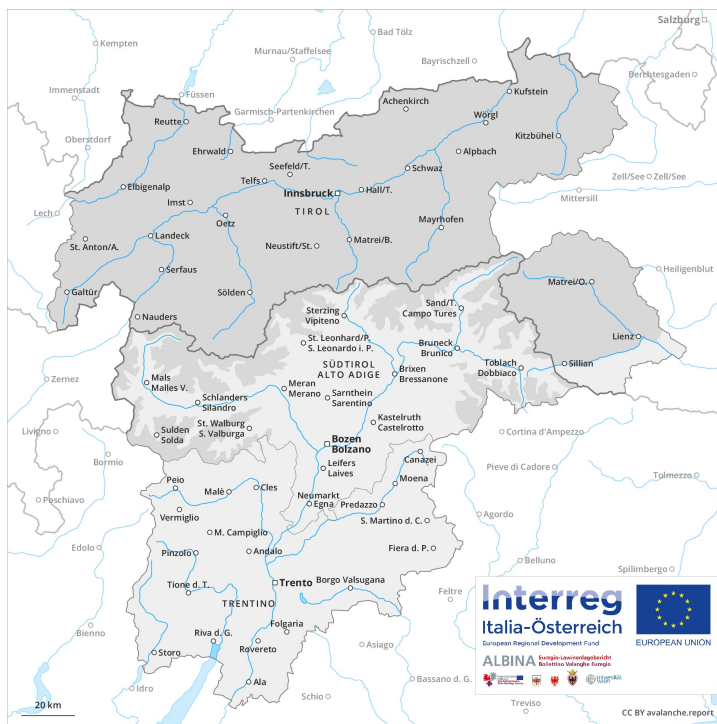 Salzburg
Kempten
Bad Tölz
Murnau/Staffelsee
Bayrischzell
Berchtesgaden
Immenstadt
Füssen
Garmisch-Partenkirchen
Achenkirch
Kufstein
Reutte
Wörgl
Oberstdorf
Ehrwald
Kitzbühel
Alpbach
Seefeld/T.
Schwaz
Zell/See
Zell/See
Telfs
Elbigenalp
Innsbruck
Hall/T.
Mittersill
Imst
TIROL
Lech
Oetz
Mayrhofen
Landeck
St. Anton/A.
Neustift/St.
Matrei/B.
Serfaus
Heiligenblut
Galtür
Sölden
Matrei/O.
Sand/T.
Campo Tures
Nauders
Sterzing
Vipiteno
Lienz
St. Leonhard/P.
S. Leonardo i. P.
Bruneck
Brunico
Toblach
Dobbiaco
Sillian
SÜDTIROL
ALTO ADIGE
Brixen
Bressanone
Zernez
Mals
Malles V.
Meran
Merano
Schlanders
Silandro
Sarnthein
Sarentino
St. Walburg
S. Valburga
Kastelruth
Castelrotto
Livigno
Sulden
Solda
Bozen
Bolzano
Cortina d'Ampezzo
Bormio
Canazei
Leifers
Laives
Pieve di Cadore
Tolmezzo
Peio
Malè
Cles
Moena
Poschiavo
Neumarkt
Egna
Predazzo
Vermiglio
Agordo
S. Martino d. C.
M. Campiglio
Edolo
Pinzolo
Andalo
Fiera d. P.
Belluno
Spilimbergo
Tione d. T.
Trento
Borgo Valsugana
Feltre
TRENTINO
Bienno
Riva d. G.
Folgaria
Rovereto
Asiago
Storo
Idro
Ala
Bassano d. G.
Schio
Treviso
20 km
Interreg
Italia-Österreich
European Regional Development Fund
EUROPEAN UNION
ALBINA
Euregio-Lawinenlagebericht
Bollettino Valanghe Euregio
universität
wien
CC BY avalanche.report